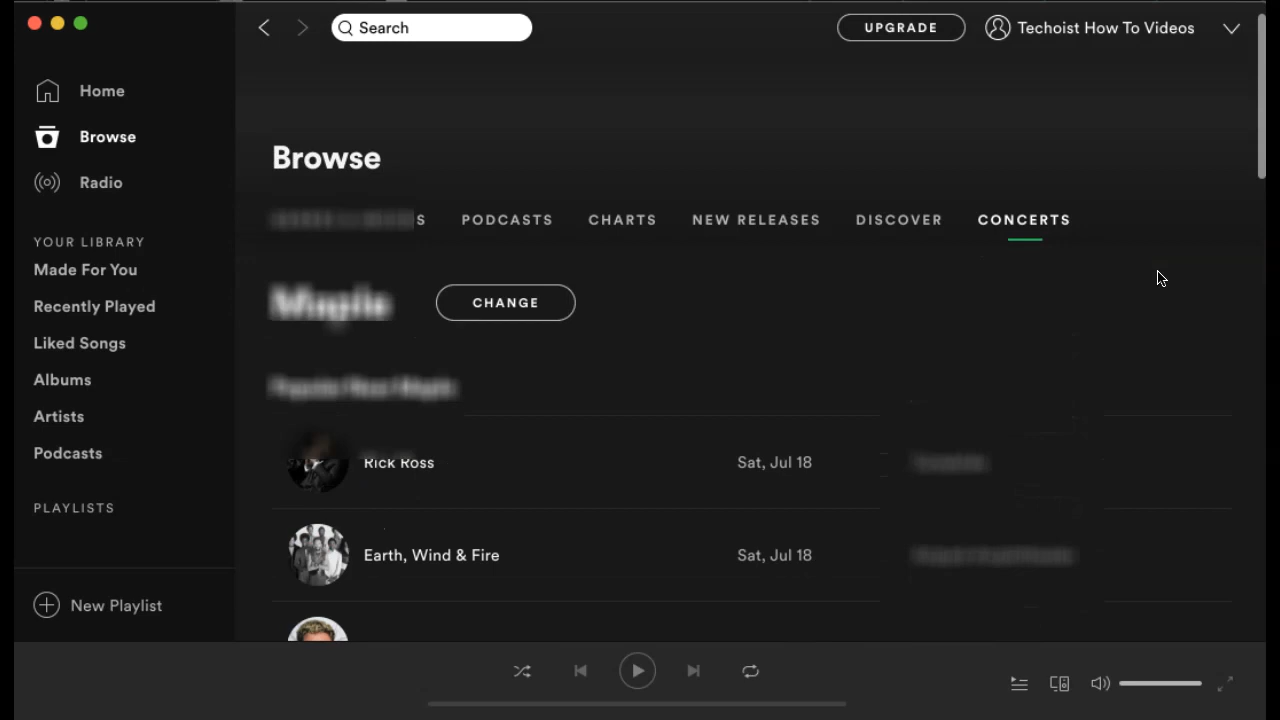 Search
UPGRADE
Techoist How To Videos
Home
Browse
Radio
YOUR LIBRARY
Made For You
Recently Played
Liked Songs
Albums
Artists
Podcasts
PLAYLISTS
New Playlist
Browse
S PODCASTS CHARTS NEW RELEASES DISCOVER CONCERTS
CHANGE
Rick Ross Sat, Jul 18
Earth, Wind & Fire Sat, Jul 18